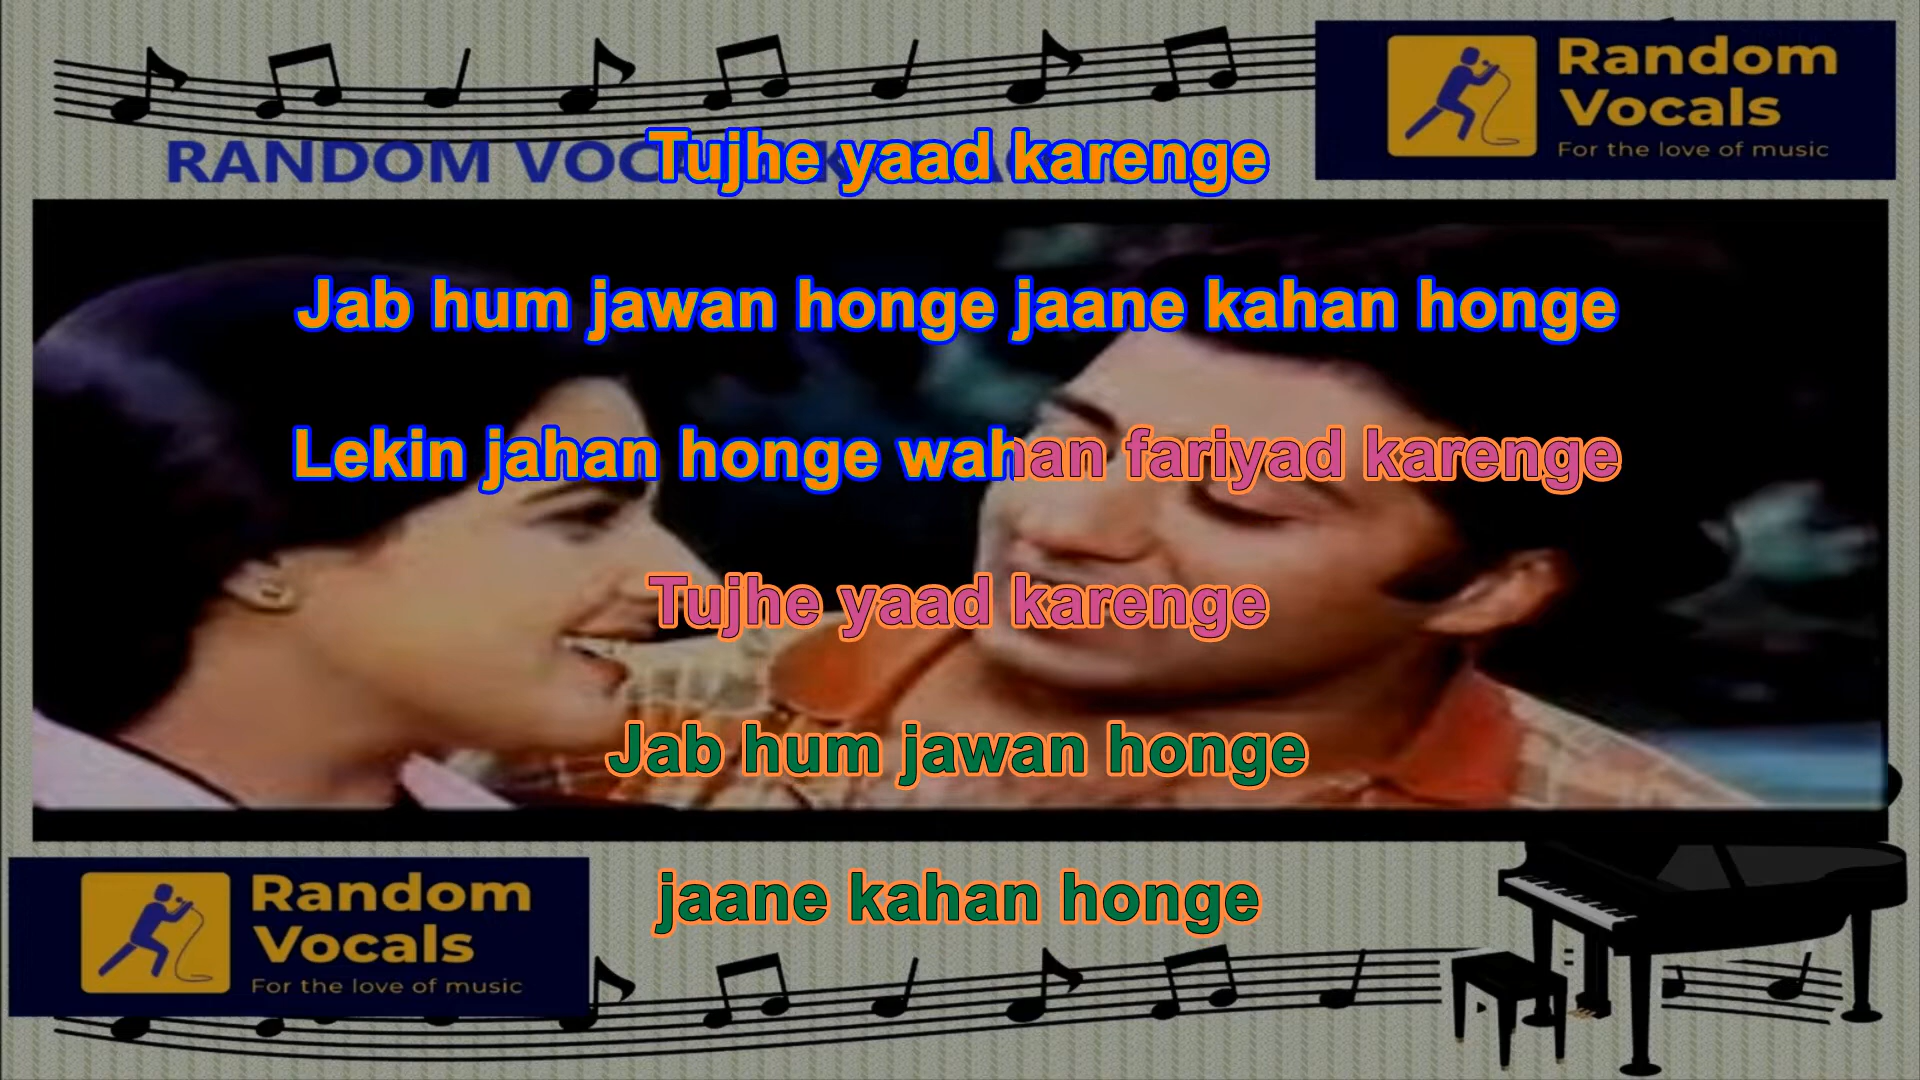 Random
Vocals
For the love of music
RANDOM VOC
Tujhe yaad karenge
Jab hum jawan honge jaane kahan honge
Lekin jahan honge wahan fariyad karenge
Tujhe yaad karenge
Jab hum jawan honge
jaane kahan honge
Random
Vocals
For the love of music